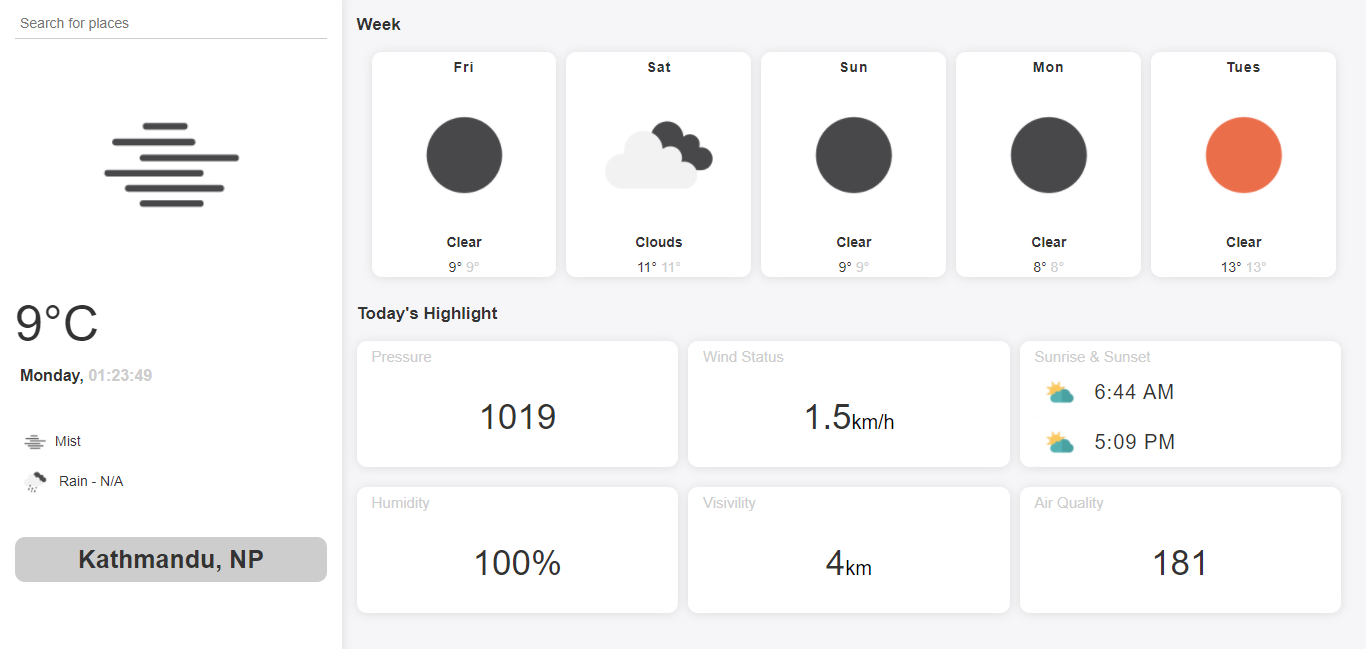 Search for places
9°C
Monday, 01:23:49
Mist
Rain - N/A
Kathmandu, NP
Week
Fri
Clear
9° 9°
Sat
Clouds
11° 11°
Sun
Clear
9° 9°
Mon
Clear
8° 8°
Tues
Clear
13° 13°
Today's Highlight
Pressure
1019
Wind Status
1.5km/h
Sunrise & Sunset
6:44 AM
5:09 PM
Humidity
100%
Visivility
4km
Air Quality
181